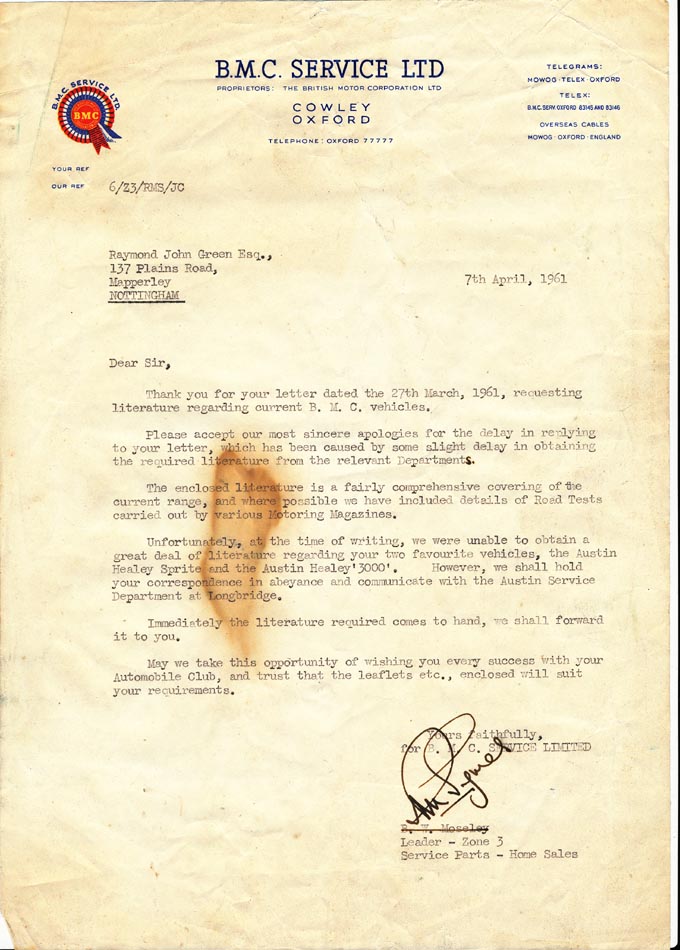 B.M.C. SERVICE LTD
PROPRIETORS: THE BRITISH MOTOR CORPORATION LTD
COWLEY
OXFORD
TELEPHONE: OXFORD 77777
B.M.C. SERVICE LTD.
BMC
TELEGRAMS:
MOWOG·TELEX·OXFORD
TELEX:
B.M.C. SERV. OXFORD 83145 AND 83146
OVERSEAS CABLES
MOWOG·OXFORD·ENGLAND
YOUR REF
OUR REF 6/Z3/RMS/JC
Raymond John Green Esq.,
137 Plains Road,
Mapperley
NOTTINGHAM
7th April, 1961
Dear Sir,
Thank you for your letter dated the 27th March, 1961, requesting
literature regarding current B. M. C. vehicles.
Please accept our most sincere apologies for the delay in replying
to your letter, which has been caused by some slight delay in obtaining
the required literature from the relevant Departments.
The enclosed literature is a fairly comprehensive covering of the
current range, and where possible we have included details of Road Tests
carried out by various Motoring Magazines.
Unfortunately, at the time of writing, we were unable to obtain a
great deal of literature regarding your two favourite vehicles, the Austin
Healey Sprite and the Austin Healey'3000'. However, we shall hold
your correspondence in abeyance and communicate with the Austin Service
Department at Longbridge.
Immediately the literature required comes to hand, we shall forward
it to you.
May we take this opportunity of wishing you every success with your
Automobile Club, and trust that the leaflets etc., enclosed will suit
your requirements.
Yours faithfully,
for B. M. C. SERVICE LIMITED
Moseley
Leader - Zone 3
Service Parts - Home Sales